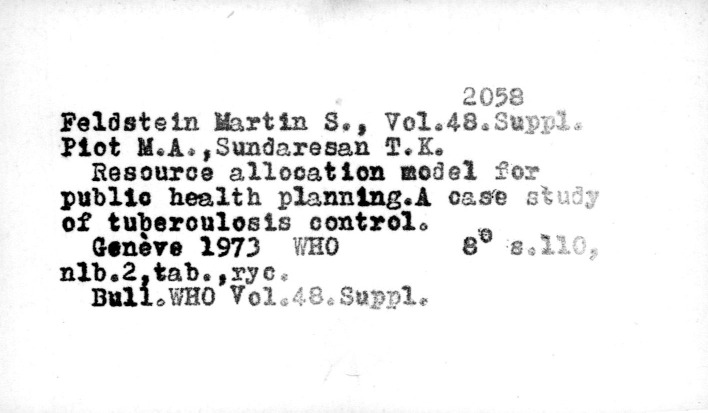 2058
Feldstein Martin S., Vol.48.Suppl.
Piot M.A.,Sundaresan T.K.
Resource allocation model for
public health planning.A case study
of tuberculosis control.
Genève 1973 WHO 8° s.110,
nlb.2,tab.,ryc.
Bull.WHO Vol.48.Suppl.